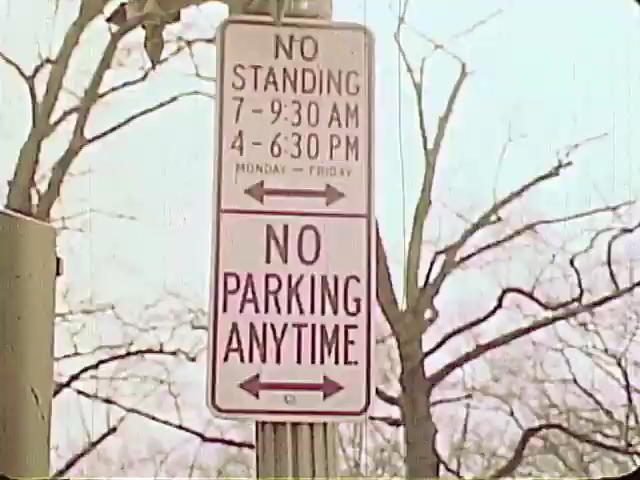 NO
STANDING
7-9:30 AM
4-6:30 PM
MONDAY - FRIDAY
NO
PARKING
ANYTIME